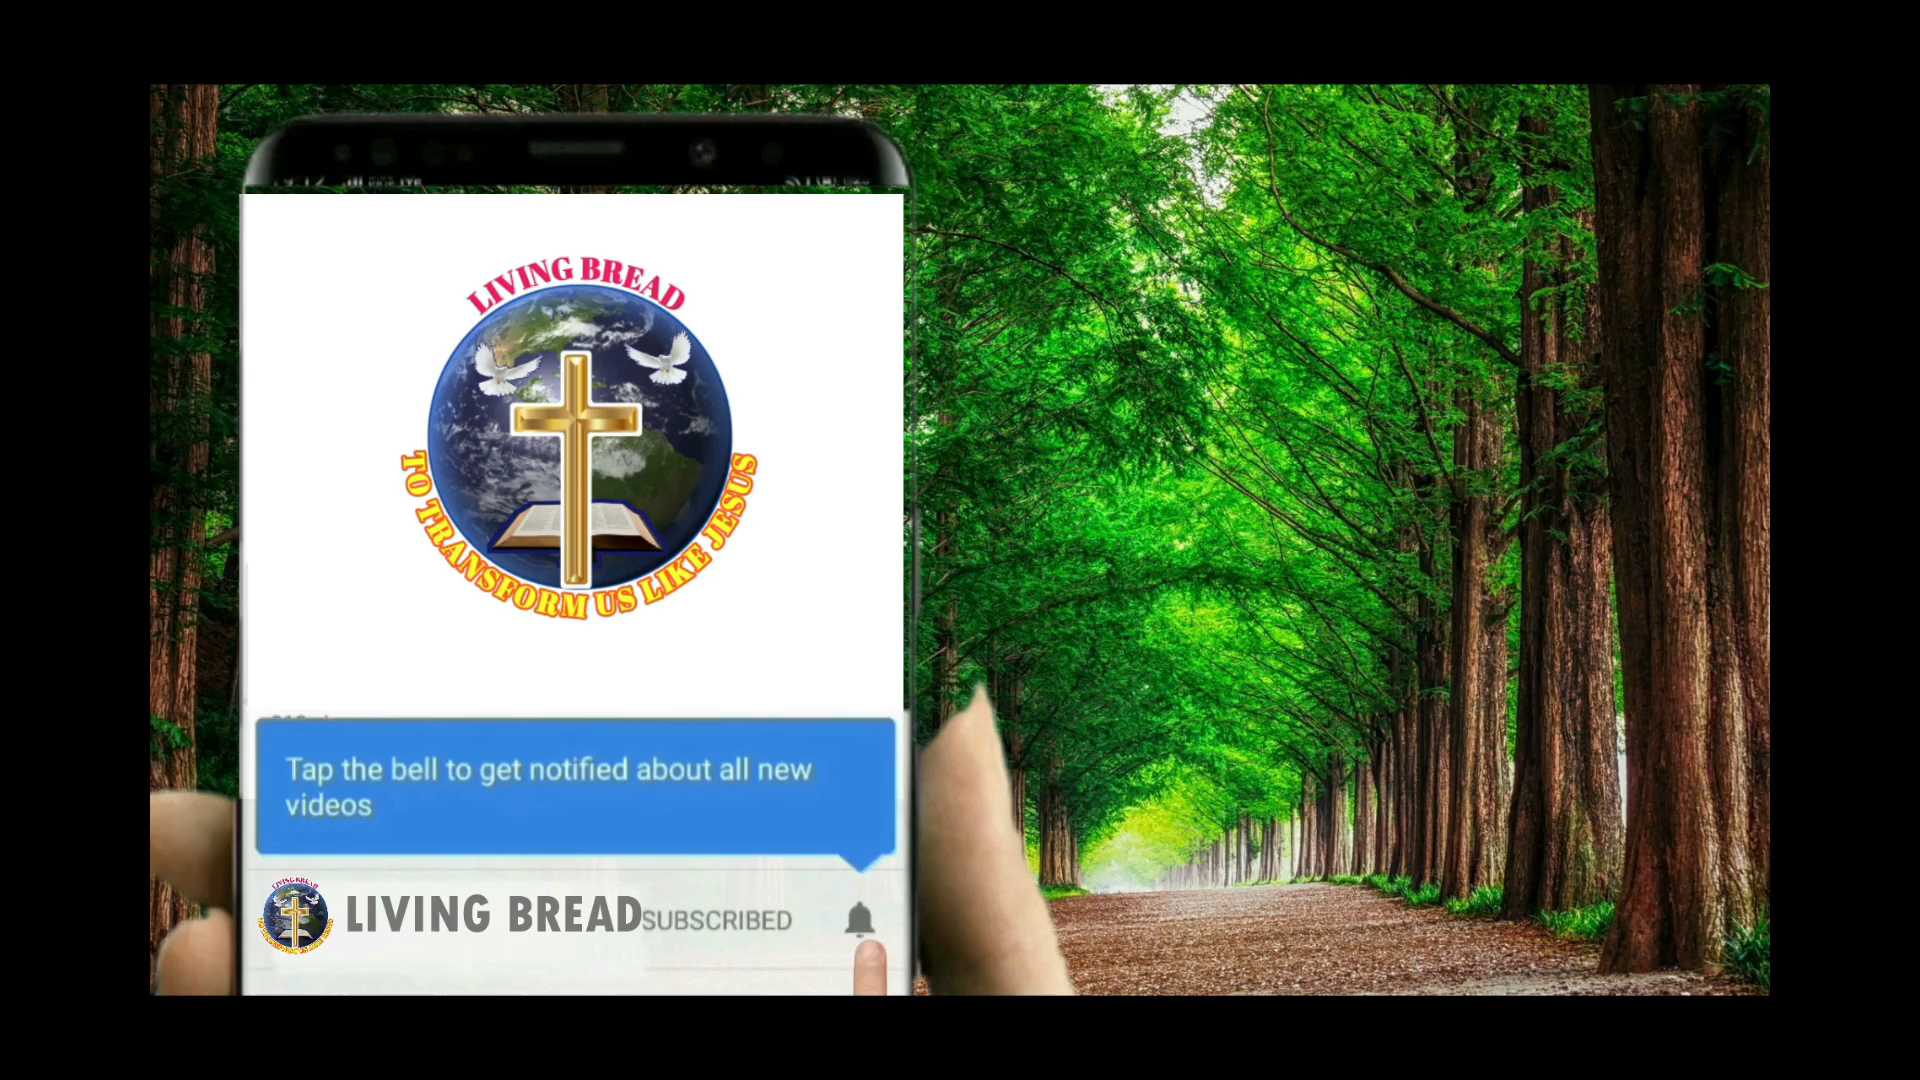 LIVING BREAD
TO TRANSFORM US LIKE JESUS
Tap the bell to get notified about all new
videos
LIVING BREAD SUBSCRIBED